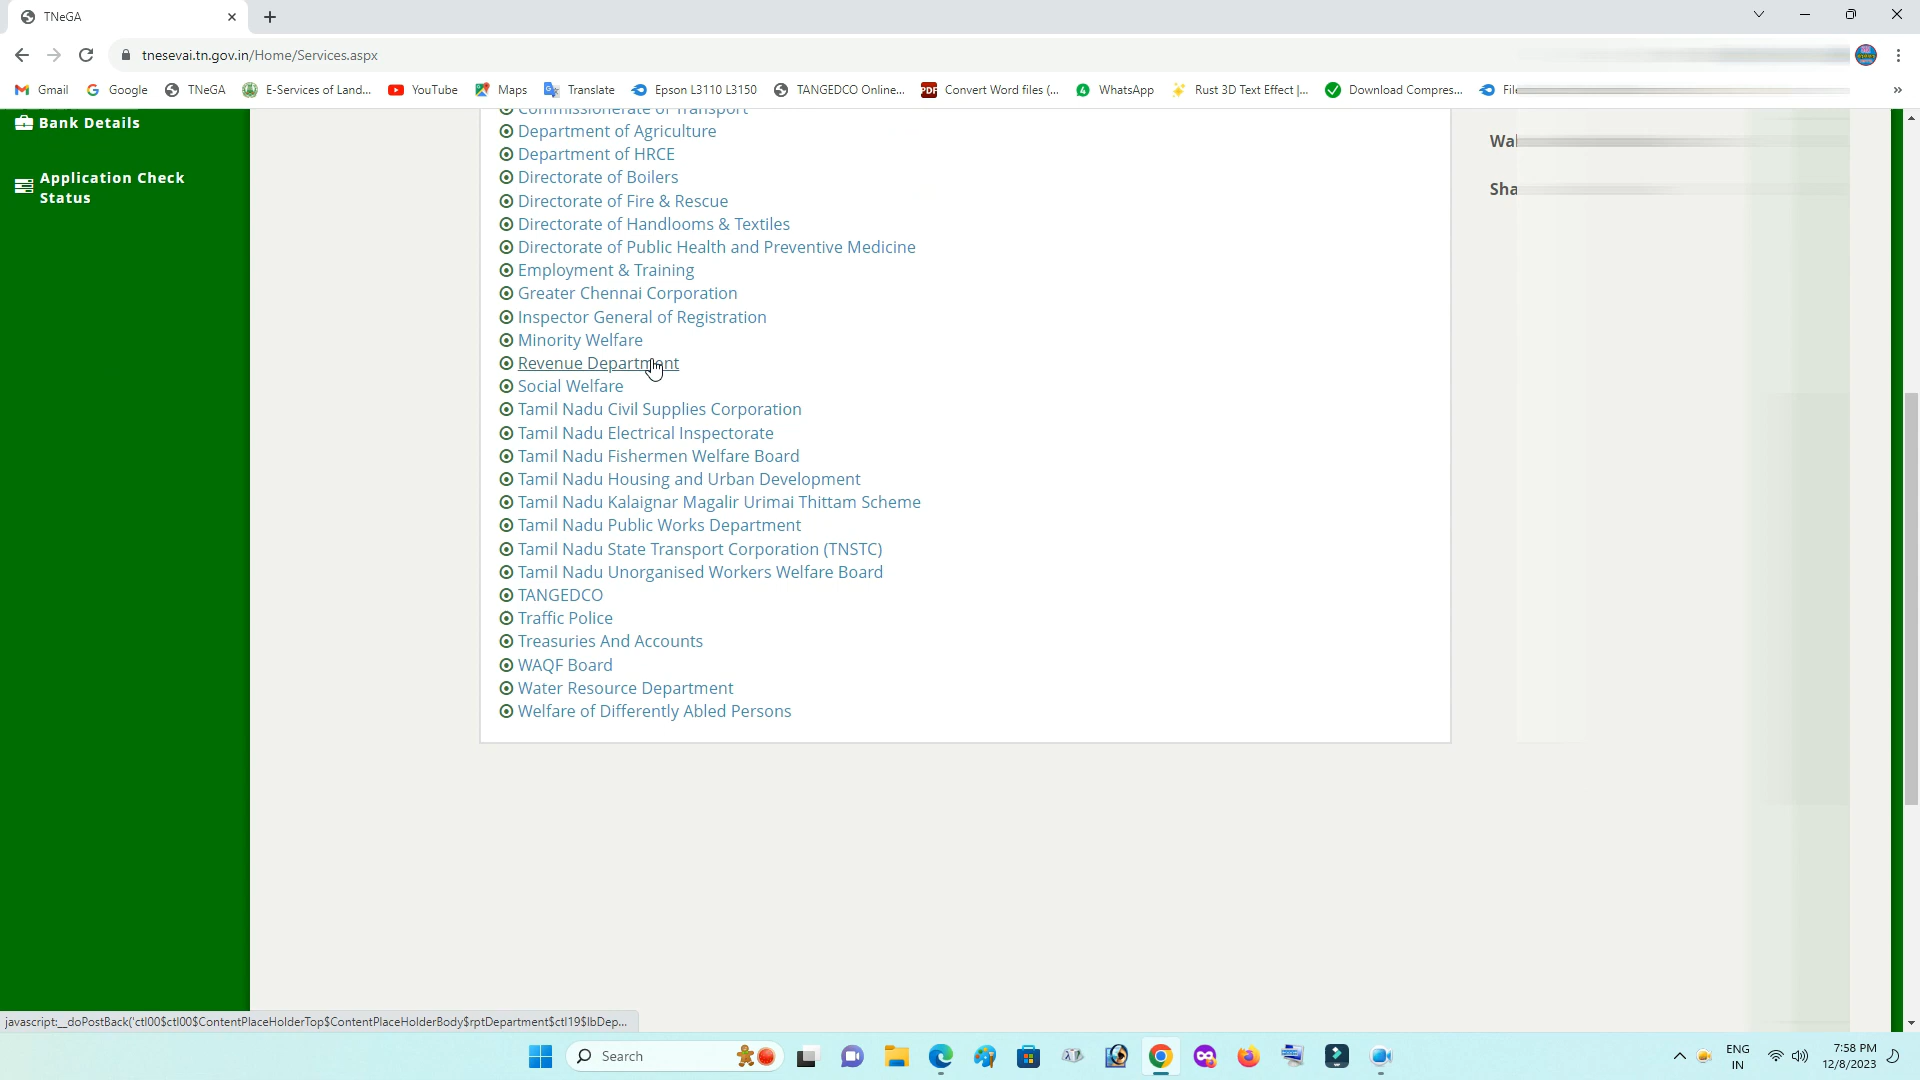 TNeGA
tnesevai.tn.gov.in/Home/Services.aspx
Gmail Google TNeGA E-Services of Land... YouTube Maps Translate Epson L3110 L3150 TANGEDCO Online... Convert Word files (... WhatsApp Rust 3D Text Effect |... Download Compres... »
Bank Details
Application Check
Status
Commissionerate of Transport
Department of Agriculture
Department of HRCE
Directorate of Boilers
Directorate of Fire & Rescue
Directorate of Handlooms & Textiles
Directorate of Public Health and Preventive Medicine
Employment & Training
Greater Chennai Corporation
Inspector General of Registration
Minority Welfare
Revenue Department
Social Welfare
Tamil Nadu Civil Supplies Corporation
Tamil Nadu Electrical Inspectorate
Tamil Nadu Fishermen Welfare Board
Tamil Nadu Housing and Urban Development
Tamil Nadu Kalaignar Magalir Urimai Thittam Scheme
Tamil Nadu Public Works Department
Tamil Nadu State Transport Corporation (TNSTC)
Tamil Nadu Unorganised Workers Welfare Board
TANGEDCO
Traffic Police
Treasuries And Accounts
WAQF Board
Water Resource Department
Welfare of Differently Abled Persons
Wal
Sha
javascript:__doPostBack('ctl00$ctl00$ContentPlaceHolderTop$ContentPlaceHolderBody$rptDepartment$ctl19$lbDep...
Search
ENG
IN
7:58 PM
12/8/2023